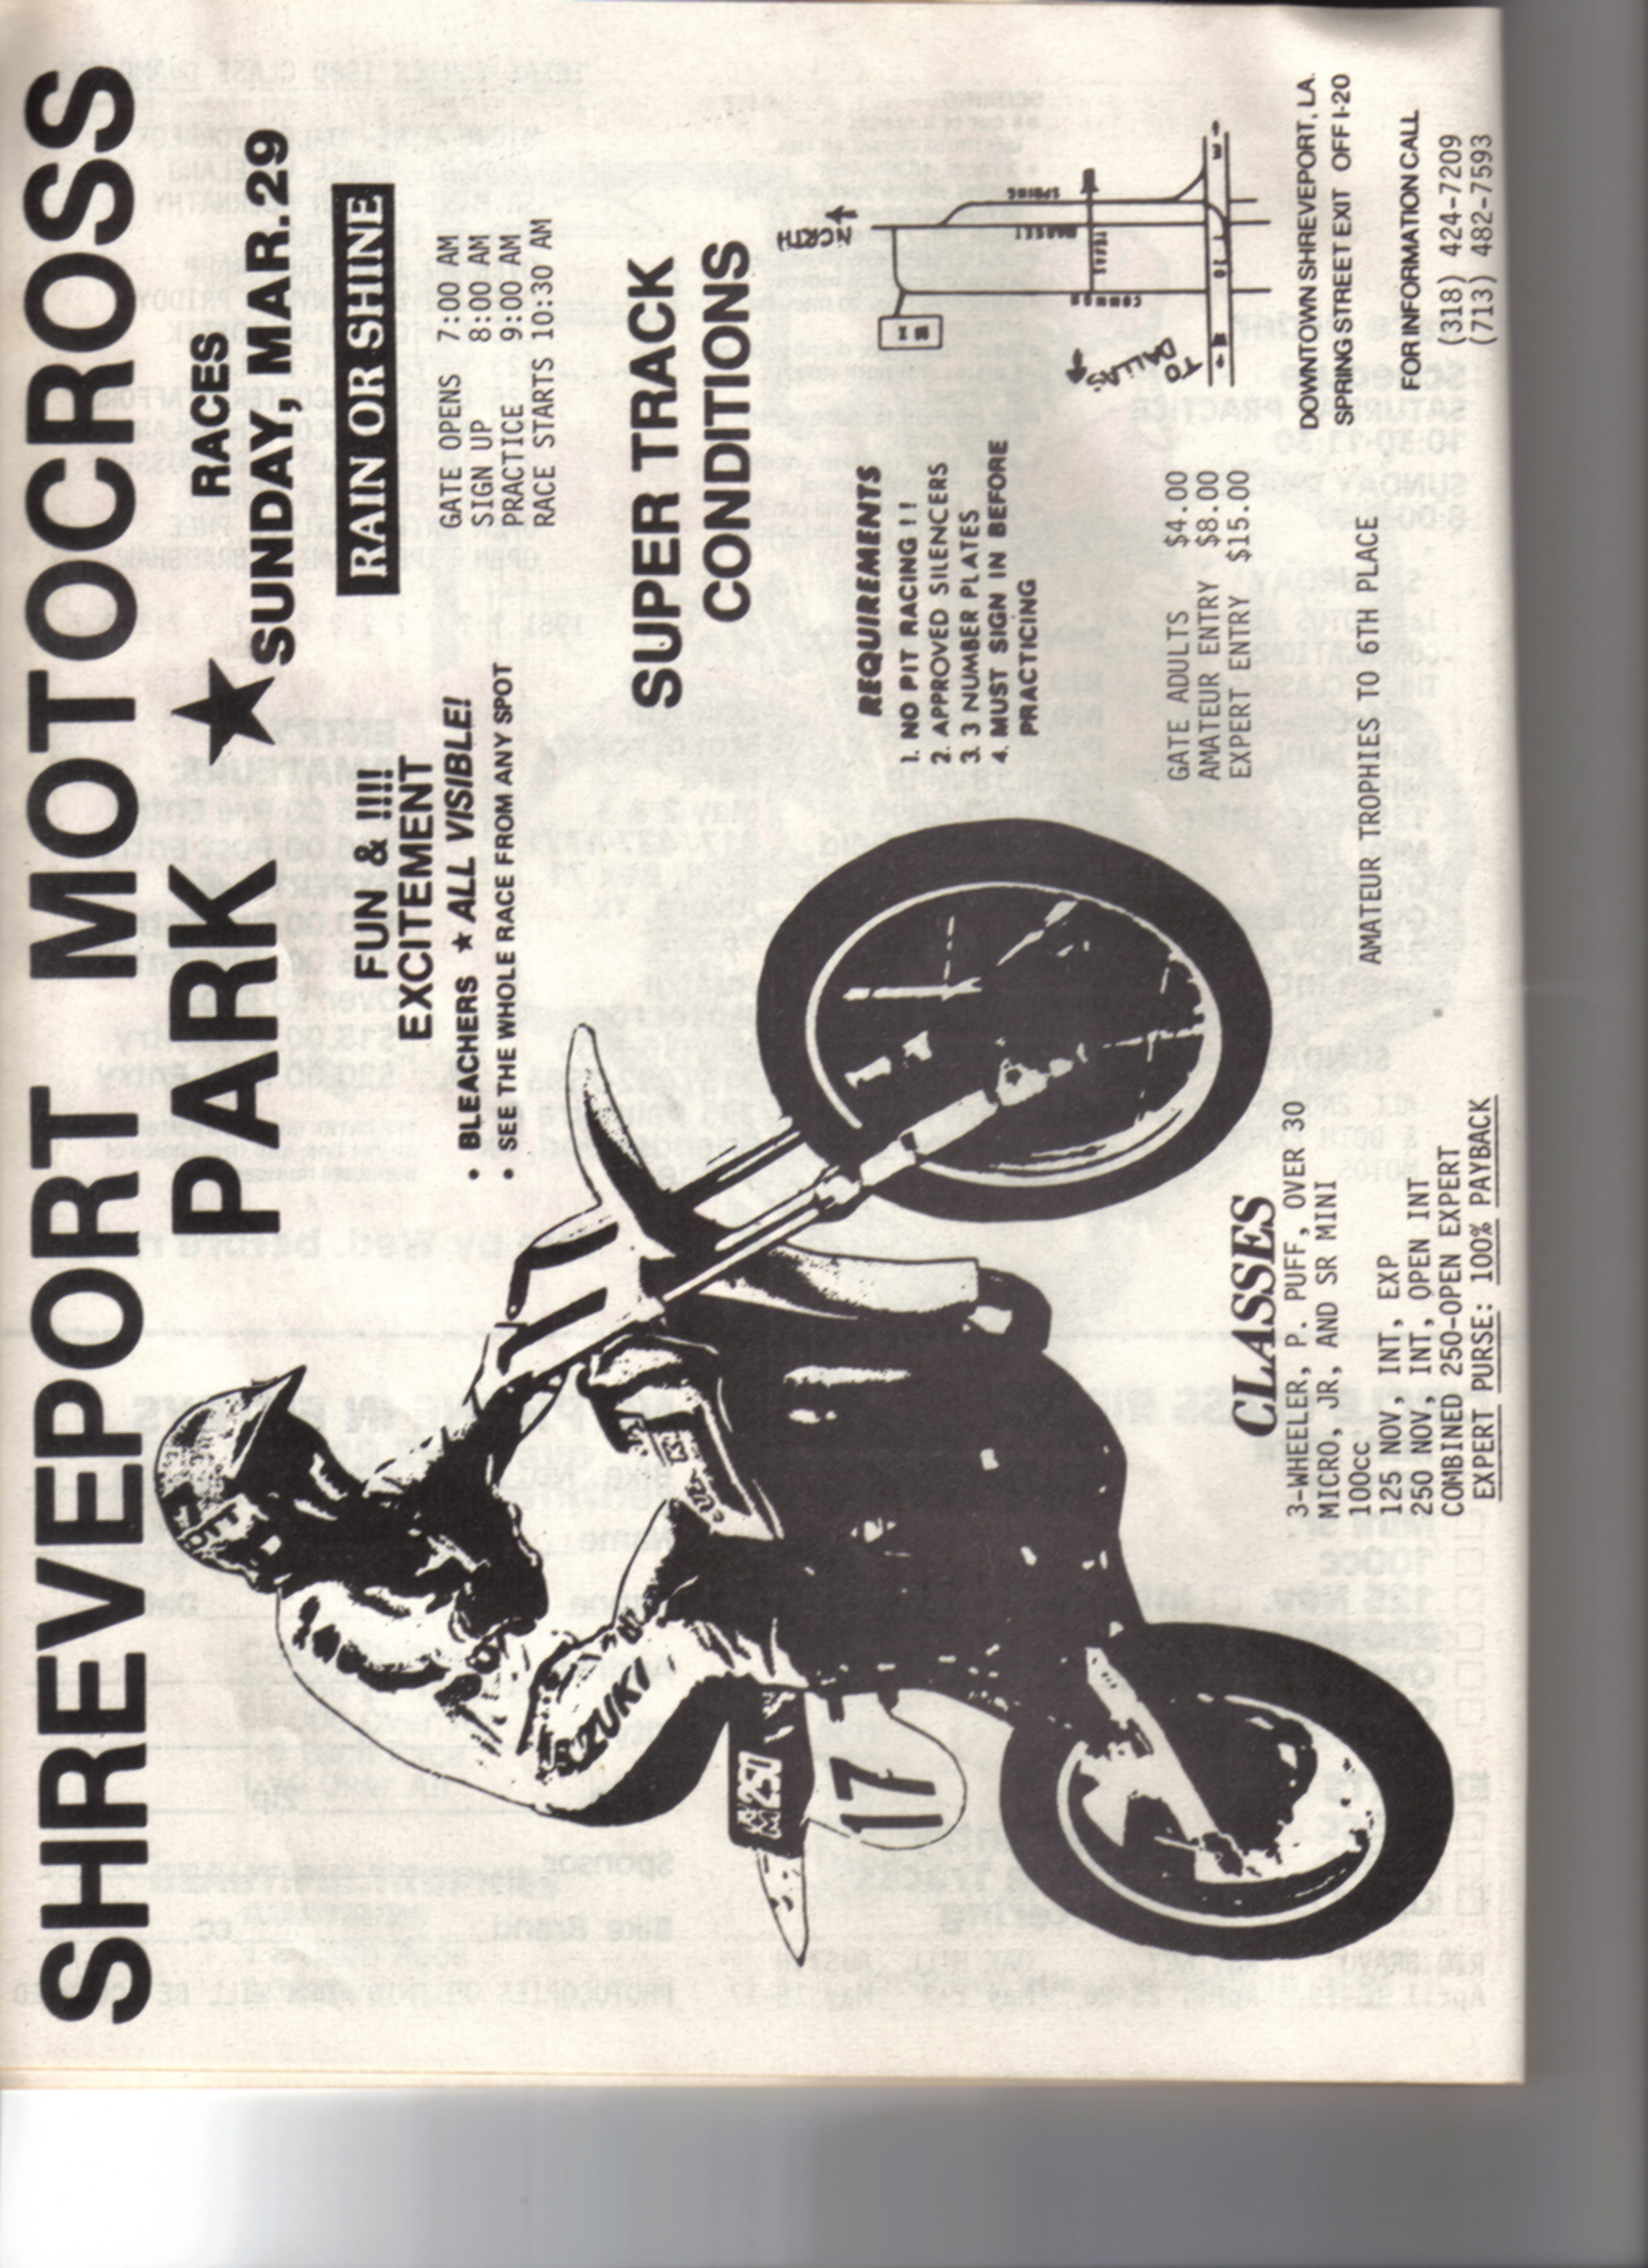 SHREVEPORT MOTOCROSS
PARK ★
RACES
SUNDAY, MAR.29
RAIN OR SHINE
FUN & !!!!
EXCITEMENT
• BLEACHERS ★ ALL VISIBLE!
• SEE THE WHOLE RACE FROM ANY SPOT
GATE OPENS 7:00 AM
SIGN UP 8:00 AM
PRACTICE 9:00 AM
RACE STARTS 10:30 AM
SUPER TRACK
CONDITIONS
REQUIREMENTS
1. NO PIT RACING !!
2. APPROVED SILENCERS
3. 3 NUMBER PLATES
4. MUST SIGN IN BEFORE
PRACTICING
NORTH
SPRING
MARKET
TEXAS
COMMON
TO DALLAS
I 20
GATE ADULTS $4.00
AMATEUR ENTRY $8.00
EXPERT ENTRY $15.00
DOWNTOWN SHREVEPORT, LA.
SPRING STREET EXIT OFF I-20
AMATEUR TROPHIES TO 6TH PLACE
FOR INFORMATION CALL
(318) 424-7209
(713) 482-7593
SUZUKI
RM 250
17
CLASSES
3-WHEELER, P. PUFF, OVER 30
MICRO, JR, AND SR MINI
100cc
125 NOV, INT, EXP
250 NOV, INT, OPEN INT
COMBINED 250-OPEN EXPERT
EXPERT PURSE: 100% PAYBACK